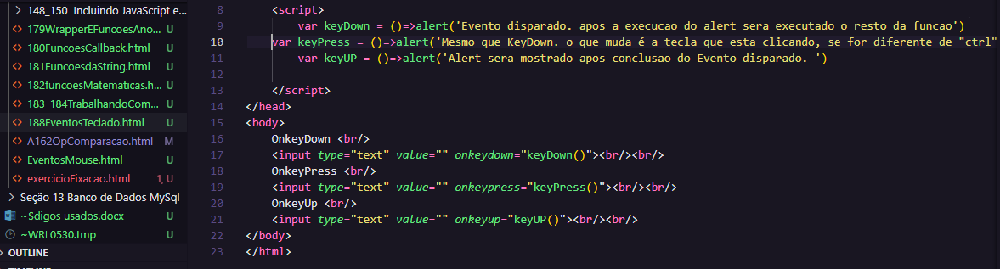 148_150 Incluindo JavaScript e...
179WrapperEFuncoesAno... U
180FuncoesCallback.html U
181FuncoesdaString.html U
182funcoesMatematicas.h... U
183_184TrabalhandoCom... U
188EventosTeclado.html U
A162OpComparacao.html M
EventosMouse.html U
exercicioFixacao.html 1, U
Seção 13 Banco de Dados MySql
~$digos usados.docx U
~WRL0530.tmp U
OUTLINE
8 <script>
9 var keyDown = ()=>alert('Evento disparado. apos a execucao do alert sera executado o resto da funcao')
10 var keyPress = ()=>alert('Mesmo que KeyDown. o que muda é a tecla que esta clicando, se for diferente de "ctrl"
11 var keyUP = ()=>alert('Alert sera mostrado apos conclusao do Evento disparado. ')
12
13 </script>
14 </head>
15 <body>
16 OnkeyDown <br/>
17 <input type="text" value="" onkeydown="keyDown()"><br/><br/>
18 OnkeyPress <br/>
19 <input type="text" value="" onkeypress="keyPress()"><br/><br/>
20 OnkeyUp <br/>
21 <input type="text" value="" onkeyup="keyUP()"><br/><br/>
22 </body>
23 </html>